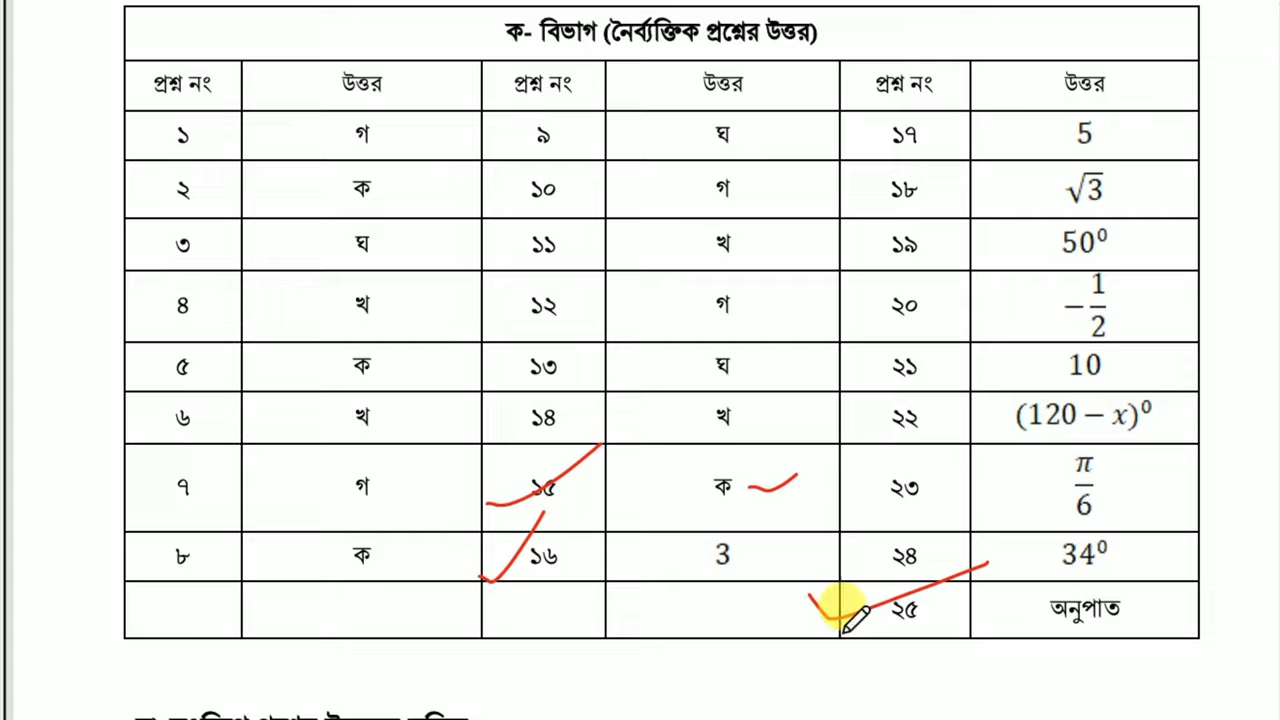 ক- বিভাগ (নৈর্ব্যক্তিক প্রশ্নের উত্তর)
প্রশ্ন নং উত্তর প্রশ্ন নং উত্তর প্রশ্ন নং উত্তর
১ গ ৯ ঘ ১৭ 5
২ ক ১০ গ ১৮ √3
৩ ঘ ১১ খ ১৯ 50⁰
৪ খ ১২ গ ২০ -1/2
৫ ক ১৩ ঘ ২১ 10
৬ খ ১৪ খ ২২ (120 − x)⁰
৭ গ ১৫ ক ২৩ π/6
৮ ক ১৬ 3 ২৪ 34⁰
২৫ অনুপাত